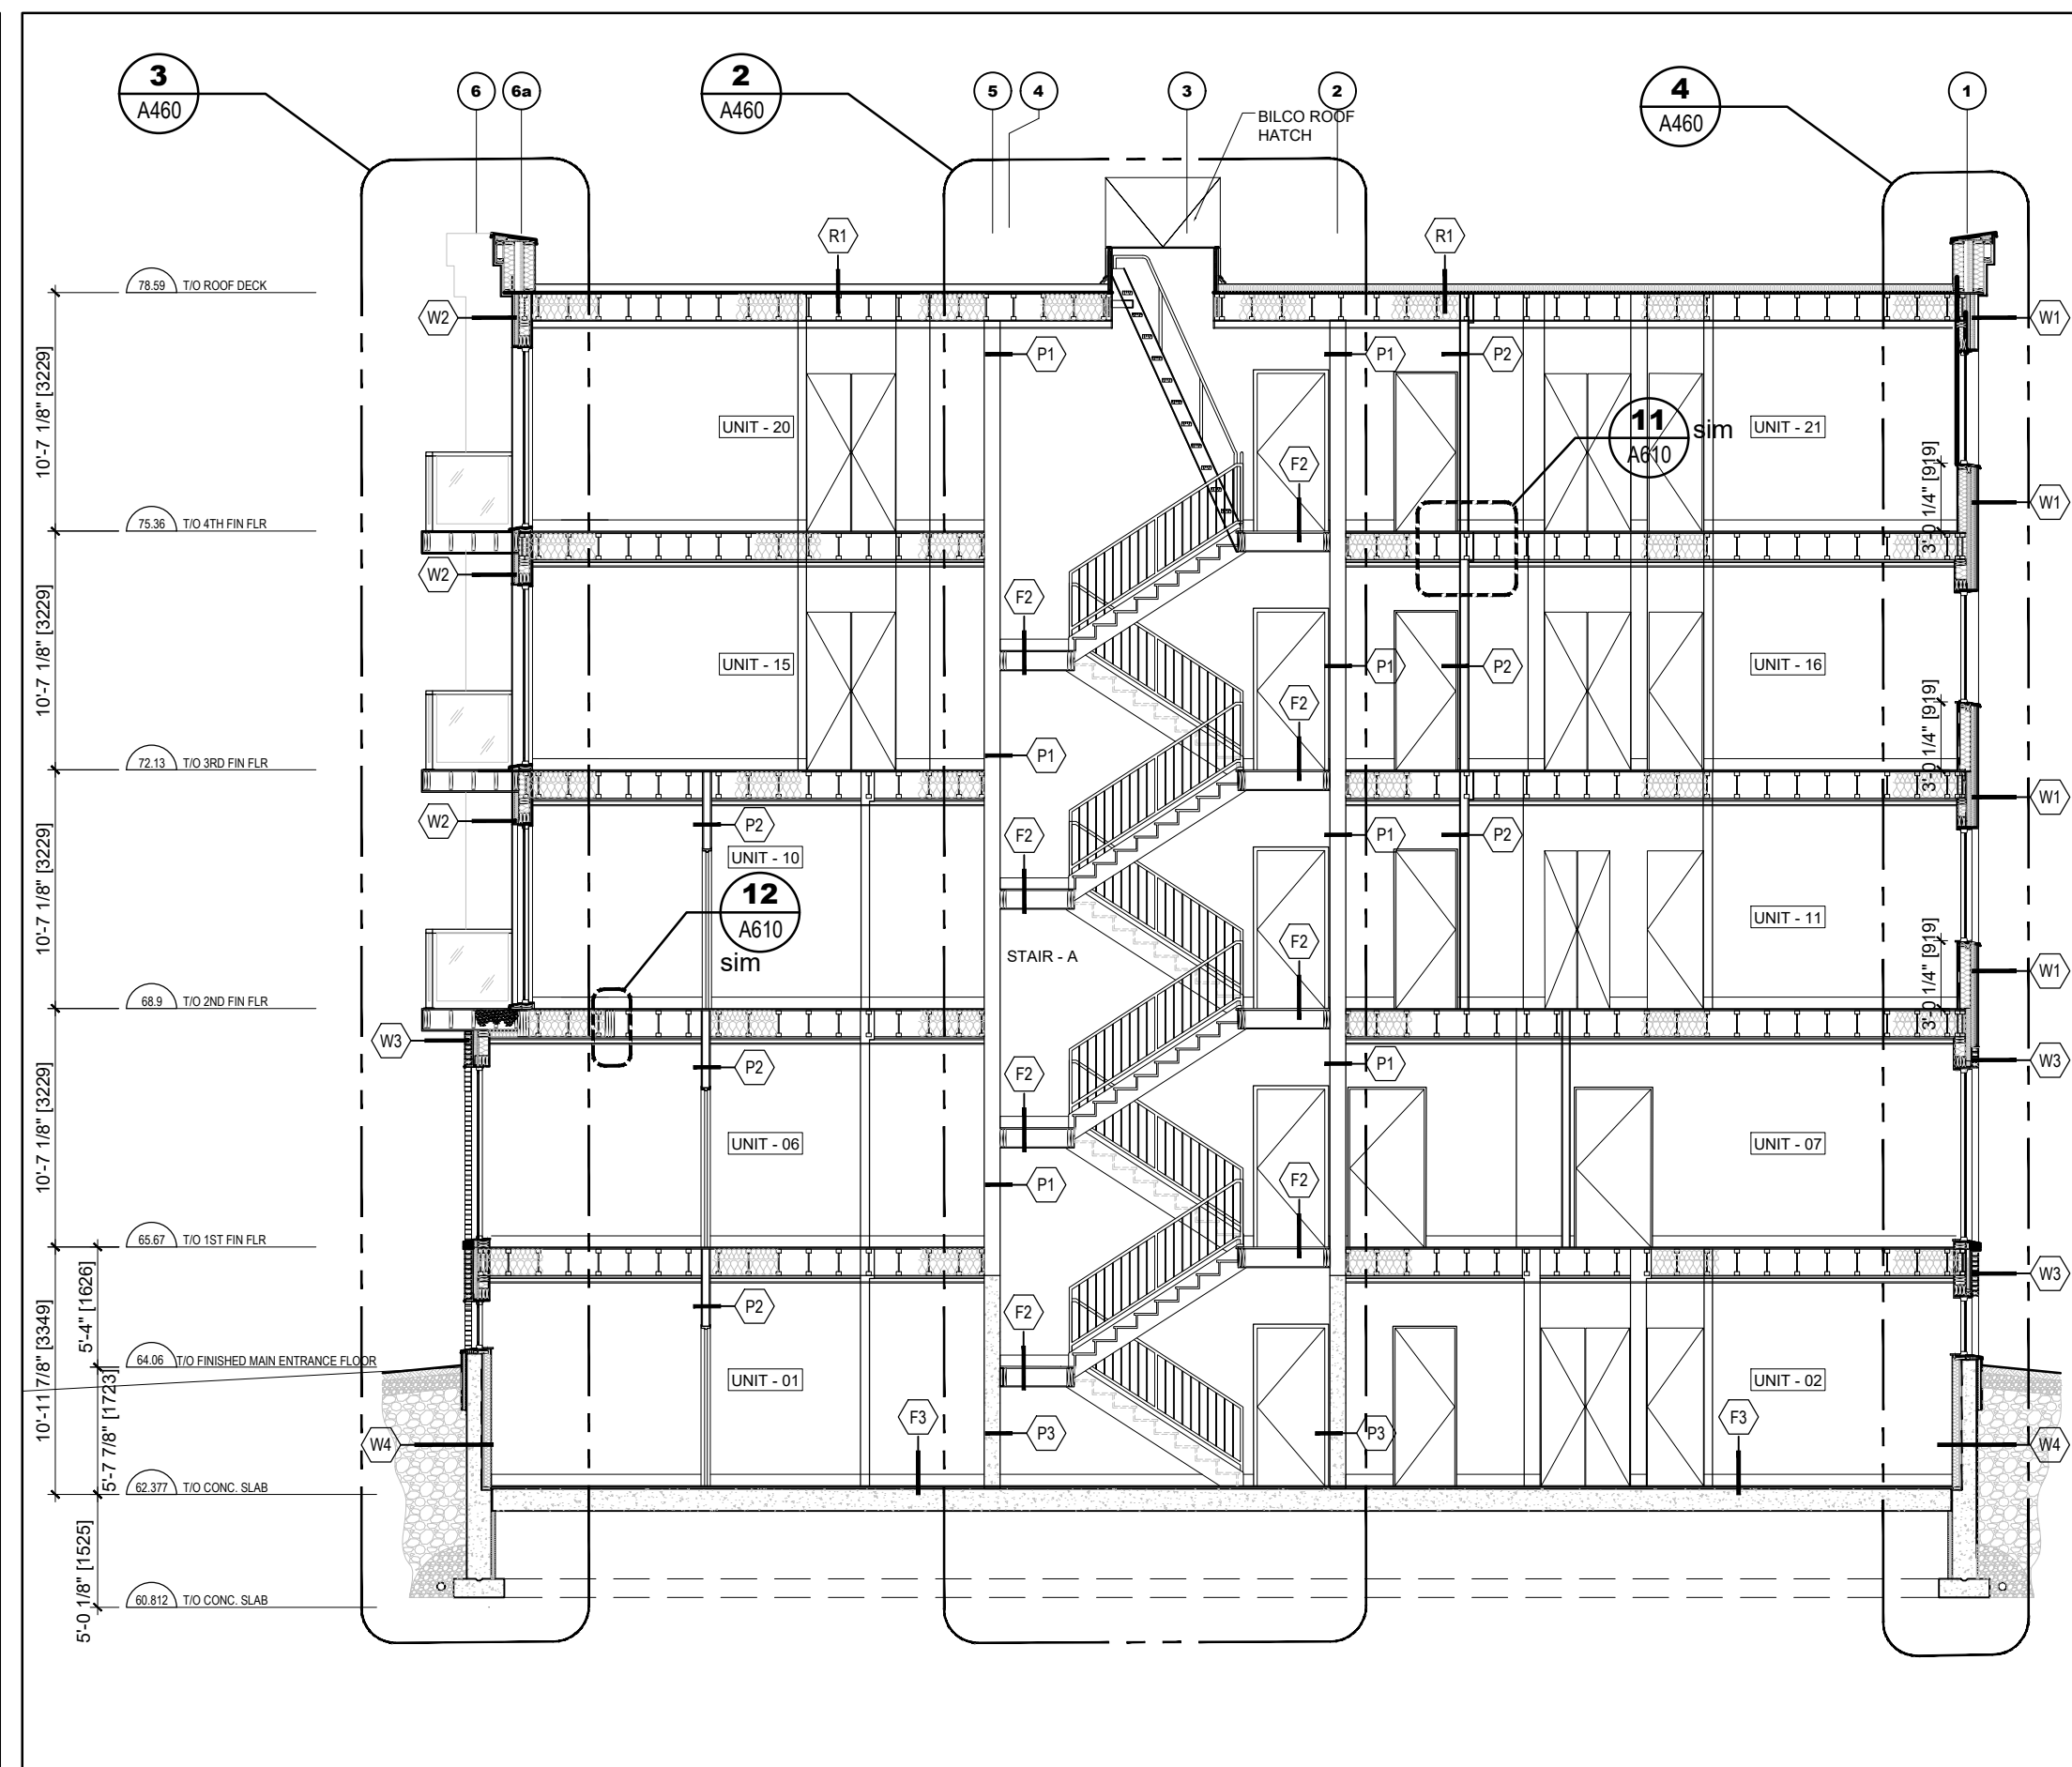 3
A460
6
6a
2
A460
5
4
3
2
BILCO ROOF
HATCH
4
A460
1
R1
R1
78.59 T/O ROOF DECK
W2
W1
P1
P1
P2
10'-7 1/8" [3229]
UNIT - 20
11
A610
sim
UNIT - 21
F2
3'-0 1/4" [919]
W1
75.36 T/O 4TH FIN FLR
W2
F2
10'-7 1/8" [3229]
UNIT - 15
P1
P2
UNIT - 16
F2
3'-0 1/4" [919]
72.13 T/O 3RD FIN FLR
P1
W1
W2
P2
F2
P1
P2
10'-7 1/8" [3229]
UNIT - 10
12
A610
sim
UNIT - 11
F2
STAIR - A
3'-0 1/4" [919]
W1
68.9 T/O 2ND FIN FLR
W3
P2
F2
P1
W3
10'-7 1/8" [3229]
UNIT - 06
UNIT - 07
P1
F2
65.67 T/O 1ST FIN FLR
W3
5'-4" [1626]
P2
F2
10'-11 7/8" [3349]
64.06 T/O FINISHED MAIN ENTRANCE FLOOR
UNIT - 01
UNIT - 02
5'-7 7/8" [1723]
F3
P3
P3
F3
W4
W4
62.377 T/O CONC. SLAB
5'-0 1/8" [1525]
60.812 T/O CONC. SLAB